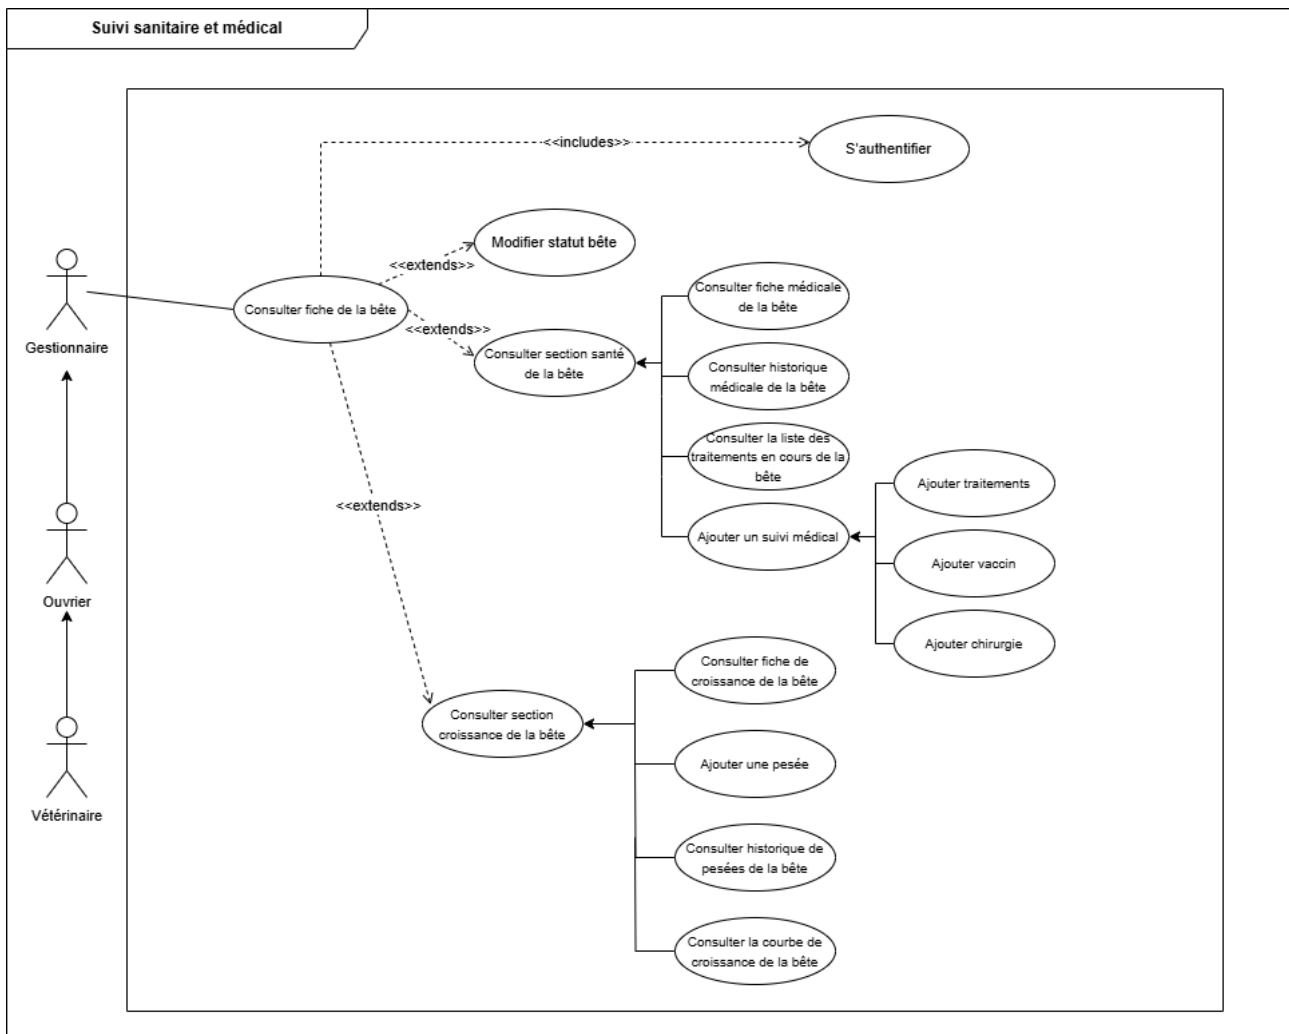 Suivi sanitaire et médical
<<includes>>
S'authentifier
Modifier statut bête
<<extends>>
Consulter fiche de la bête
<<extends>>
Consulter section santé
de la bête
Consulter fiche médicale
de la bête
Consulter historique
médicale de la bête
Consulter la liste des
traitements en cours de la
bête
Ajouter un suivi médical
Ajouter traitements
Ajouter vaccin
Ajouter chirurgie
Gestionnaire
<<extends>>
Ouvrier
Consulter section
croissance de la bête
Consulter fiche de
croissance de la bête
Ajouter une pesée
Consulter historique de
pesées de la bête
Consulter la courbe de
croissance de la bête
Vétérinaire